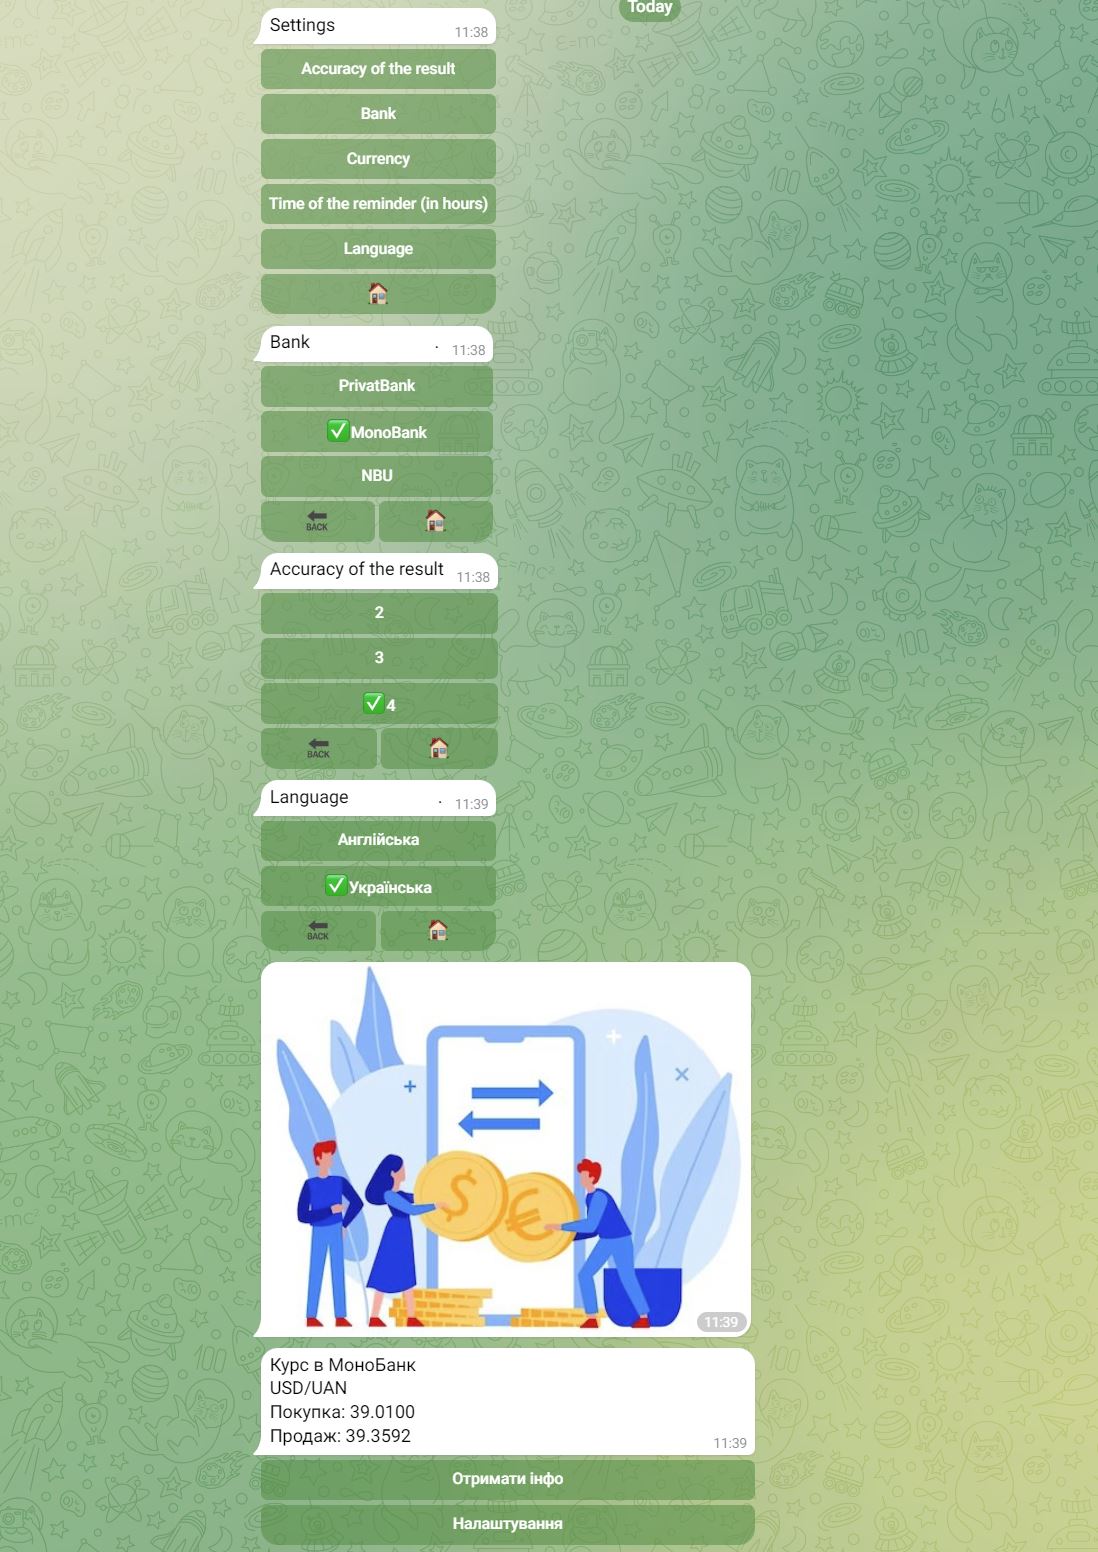 Today
Settings 11:38
Accuracy of the result
Bank
Currency
Time of the reminder (in hours)
Language
Bank . 11:38
PrivatBank
✅MonoBank
NBU
BACK
Accuracy of the result 11:38
2
3
✅4
BACK
Language . 11:39
Англійська
✅Українська
BACK
$
€
11:39
Курс в МоноБанк
USD/UAN
Покупка: 39.0100
Продаж: 39.3592
11:39
Отримати інфо
Налаштування